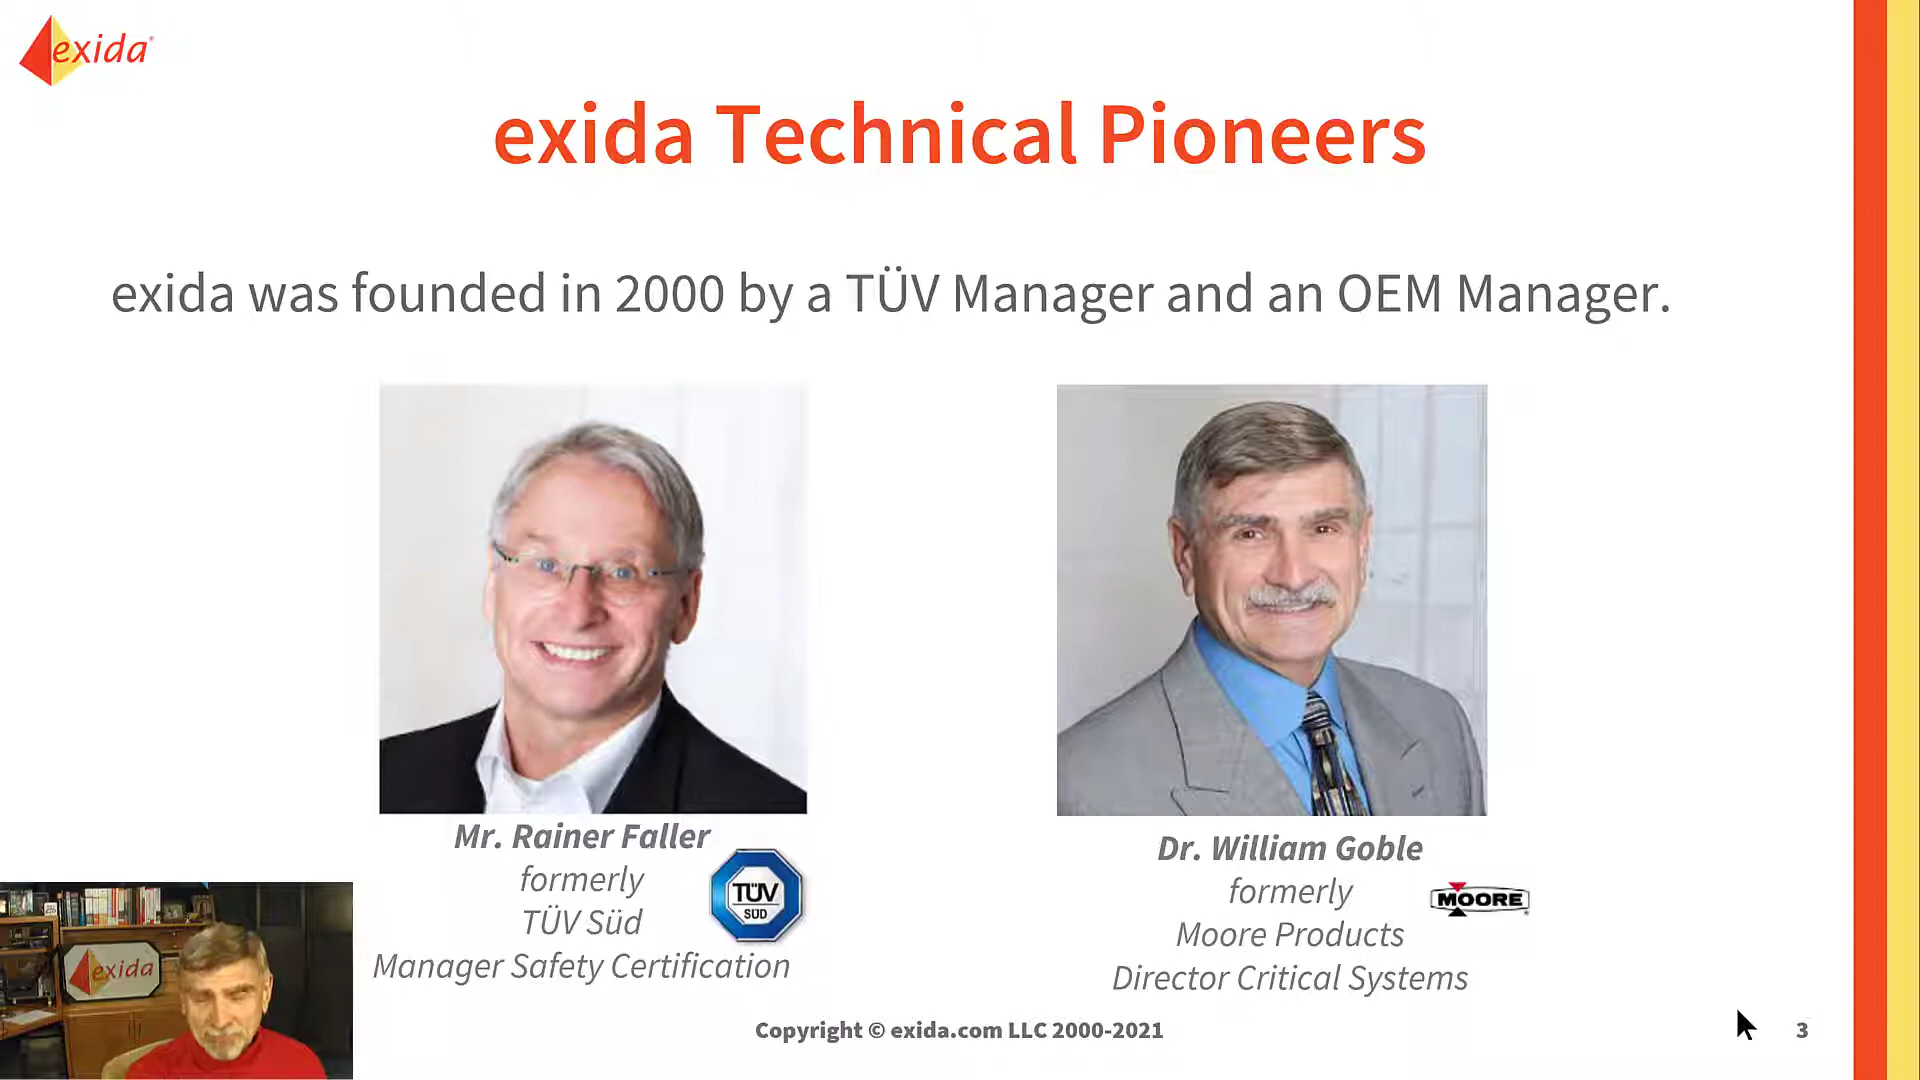 exida
exida Technical Pioneers
exida was founded in 2000 by a TÜV Manager and an OEM Manager.
Mr. Rainer Faller
formerly
TÜV Süd
Manager Safety Certification
TÜV
SÜD
Dr. William Goble
formerly
Moore Products
Director Critical Systems
MOORE
exida
Copyright © exida.com LLC 2000-2021
3